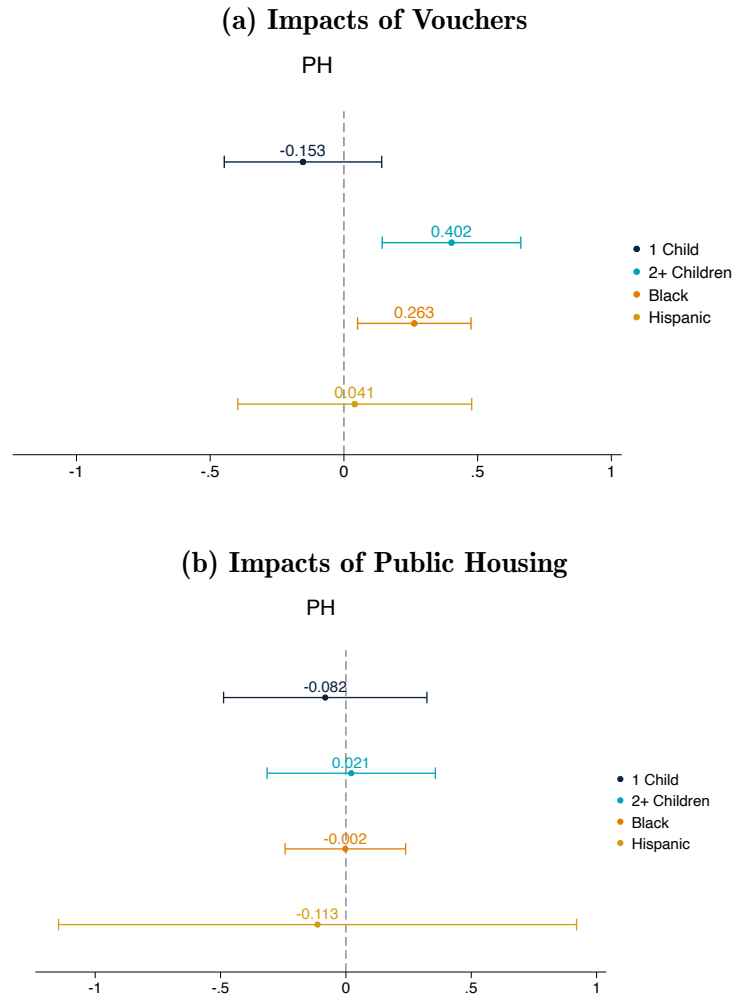 (a) Impacts of Vouchers
PH
-0.153
0.402
0.263
0.041
1 Child
2+ Children
Black
Hispanic
-1 -.5 0 .5 1
(b) Impacts of Public Housing
PH
-0.082
0.021
-0.002
-0.113
1 Child
2+ Children
Black
Hispanic
-1 -.5 0 .5 1